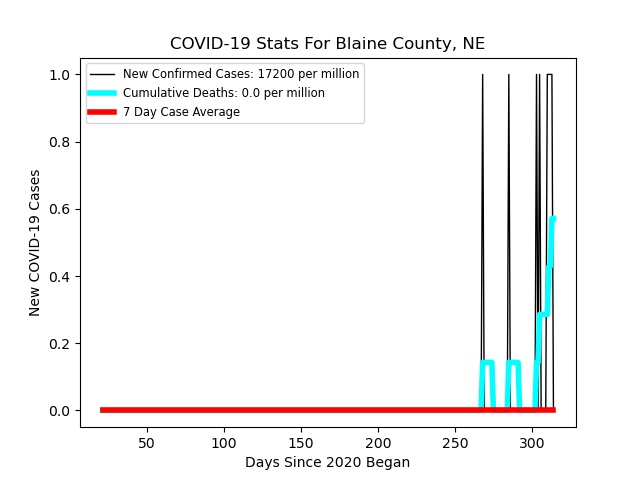 COVID-19 Stats For Blaine County, NE
New Confirmed Cases: 17200 per million
Cumulative Deaths: 0.0 per million
7 Day Case Average
New COVID-19 Cases
1.0
0.8
0.6
0.4
0.2
0.0
50 100 150 200 250 300
Days Since 2020 Began